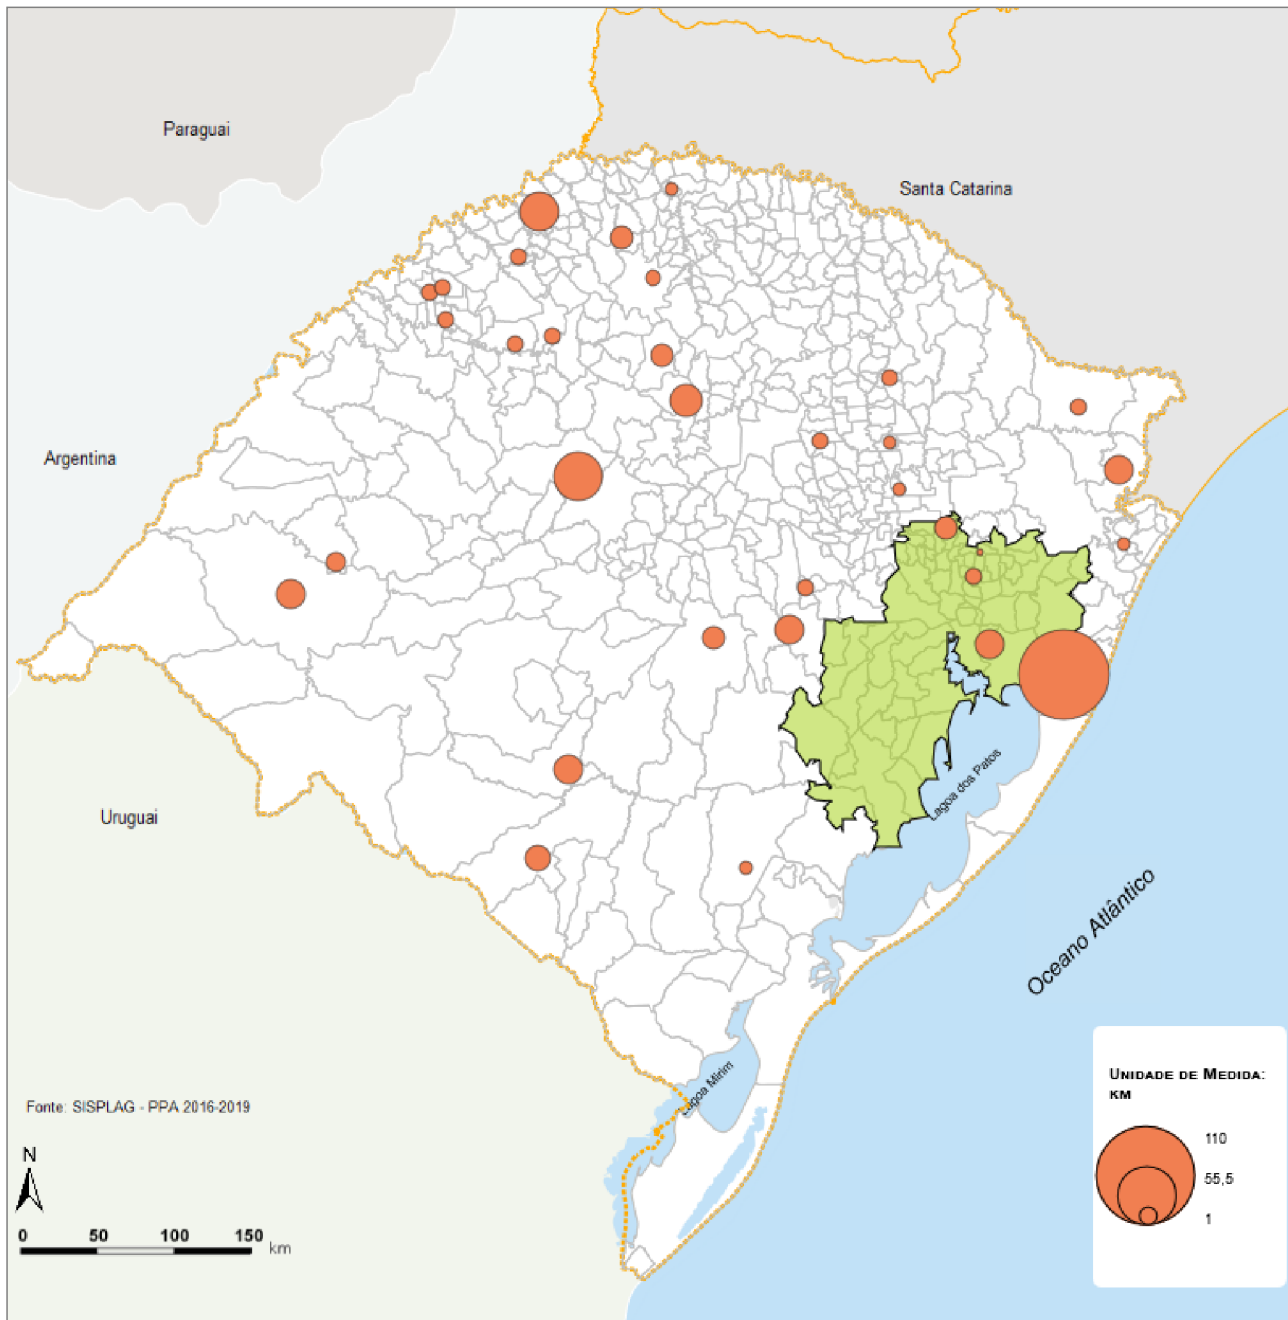 Paraguai
Santa Catarina
Argentina
Uruguai
Lagoa dos Patos
Oceano Atlântico
Lagoa Mirim
Fonte: SISPLAG - PPA 2016-2019
N
0 50 100 150
km
UNIDADE DE MEDIDA:
KM
110
55,5
1